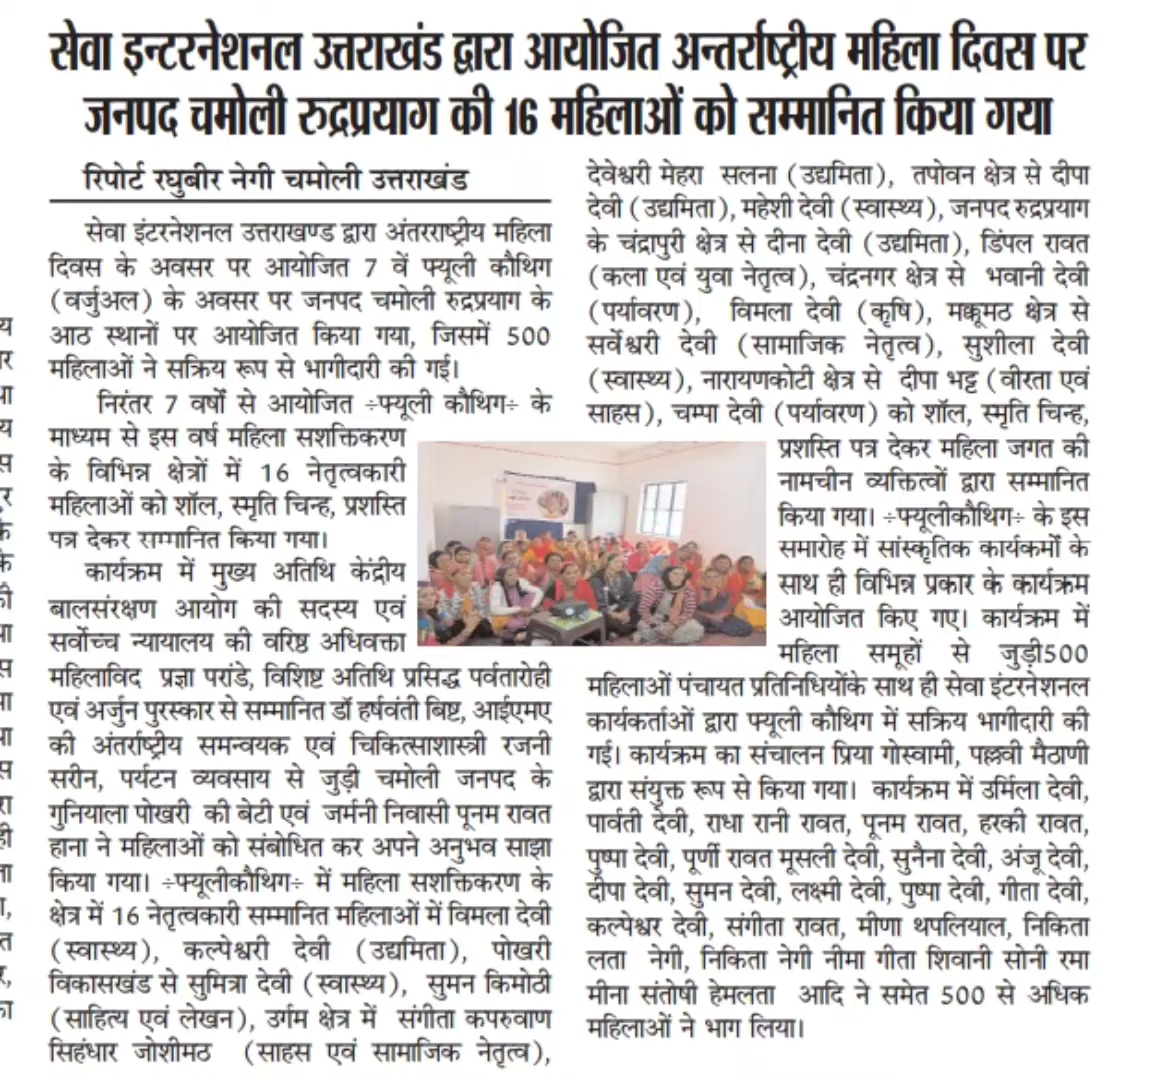 सेवा इन्टरनेशनल उत्तराखंड द्वारा आयोजित अन्तर्राष्ट्रीय महिला दिवस पर
जनपद चमोली रुद्रप्रयाग की 16 महिलाओं को सम्मानित किया गया
रिपोर्ट रघुबीर नेगी चमोली उत्तराखंड
सेवा इंटरनेशनल उत्तराखण्ड द्वारा अंतरराष्ट्रीय महिला
दिवस के अवसर पर आयोजित 7 वें फ्यूली कौथिग
(वर्जुअल) के अवसर पर जनपद चमोली रुद्रप्रयाग के
आठ स्थानों पर आयोजित किया गया, जिसमें 500
महिलाओं ने सक्रिय रूप से भागीदारी की गई।
निरंतर 7 वर्षों से आयोजित ÷फ्यूली कौथिग÷ के
माध्यम से इस वर्ष महिला सशक्तिकरण
के विभिन्न क्षेत्रों में 16 नेतृत्वकारी
महिलाओं को शॉल, स्मृति चिन्ह, प्रशस्ति
पत्र देकर सम्मानित किया गया।
कार्यक्रम में मुख्य अतिथि केंद्रीय
बालसंरक्षण आयोग की सदस्य एवं
सर्वोच्च न्यायालय की वरिष्ठ अधिवक्ता
महिलाविद प्रज्ञा परांडे, विशिष्ट अतिथि प्रसिद्ध पर्वतारोही
एवं अर्जुन पुरस्कार से सम्मानित डॉ हर्षवंती बिष्ट, आईएमए
की अंतर्राष्ट्रीय समन्वयक एवं चिकित्साशास्त्री रजनी
सरीन, पर्यटन व्यवसाय से जुड़ी चमोली जनपद के
गुनियाला पोखरी की बेटी एवं जर्मनी निवासी पूनम रावत
हाना ने महिलाओं को संबोधित कर अपने अनुभव साझा
किया गया। ÷फ्यूलीकौथिग÷ में महिला सशक्तिकरण के
क्षेत्र में 16 नेतृत्वकारी सम्मानित महिलाओं में विमला देवी
(स्वास्थ्य), कल्पेश्वरी देवी (उद्यमिता), पोखरी
विकासखंड से सुमित्रा देवी (स्वास्थ्य), सुमन किमोठी
(साहित्य एवं लेखन), उर्गम क्षेत्र में संगीता कपरुवाण
सिहंधार जोशीमठ (साहस एवं सामाजिक नेतृत्व),
देवेश्वरी मेहरा सलना (उद्यमिता), तपोवन क्षेत्र से दीपा
देवी (उद्यमिता), महेशी देवी (स्वास्थ्य), जनपद रुद्रप्रयाग
के चंद्रापुरी क्षेत्र से दीना देवी (उद्यमिता), डिंपल रावत
(कला एवं युवा नेतृत्व), चंद्रनगर क्षेत्र से भवानी देवी
(पर्यावरण), विमला देवी (कृषि), मक्कूमठ क्षेत्र से
सर्वेश्वरी देवी (सामाजिक नेतृत्व), सुशीला देवी
(स्वास्थ्य), नारायणकोटी क्षेत्र से दीपा भट्ट (वीरता एवं
साहस), चम्पा देवी (पर्यावरण) को शॉल, स्मृति चिन्ह,
प्रशस्ति पत्र देकर महिला जगत की
नामचीन व्यक्तित्वों द्वारा सम्मानित
किया गया। ÷फ्यूलीकौथिग÷ के इस
समारोह में सांस्कृतिक कार्यकर्मों के
साथ ही विभिन्न प्रकार के कार्यक्रम
आयोजित किए गए। कार्यक्रम में
महिला समूहों से जुड़ी500
महिलाओं पंचायत प्रतिनिधियोंके साथ ही सेवा इंटरनेशनल
कार्यकर्ताओं द्वारा फ्यूली कौथिग में सक्रिय भागीदारी की
गई। कार्यक्रम का संचालन प्रिया गोस्वामी, पल्लवी मैठाणी
द्वारा संयुक्त रूप से किया गया। कार्यक्रम में उर्मिला देवी,
पार्वती देवी, राधा रानी रावत, पूनम रावत, हरकी रावत,
पुष्पा देवी, पूर्णी रावत मूसली देवी, सुनैना देवी, अंजू देवी,
दीपा देवी, सुमन देवी, लक्ष्मी देवी, पुष्पा देवी, गीता देवी,
कल्पेश्वर देवी, संगीता रावत, मीणा थपलियाल, निकिता
लता नेगी, निकिता नेगी नीमा गीता शिवानी सोनी रमा
मीना संतोषी हेमलता आदि ने समेत 500 से अधिक
महिलाओं ने भाग लिया।